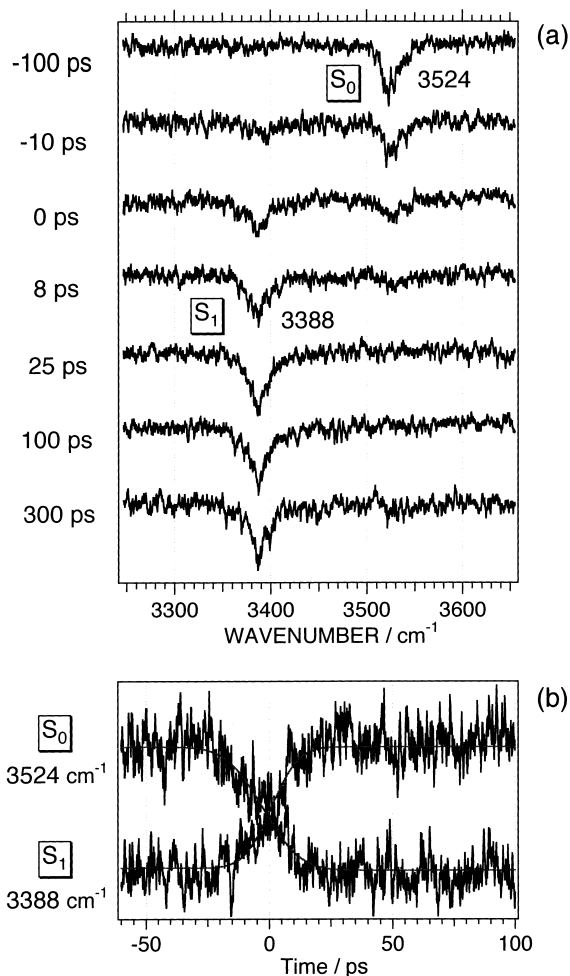 (a)
-100 ps
S0 3524
-10 ps
0 ps
8 ps
S1 3388
25 ps
100 ps
300 ps
3300 3400 3500 3600
WAVENUMBER / cm-1
(b)
S0
3524 cm-1
S1
3388 cm-1
-50 0 50 100
Time / ps